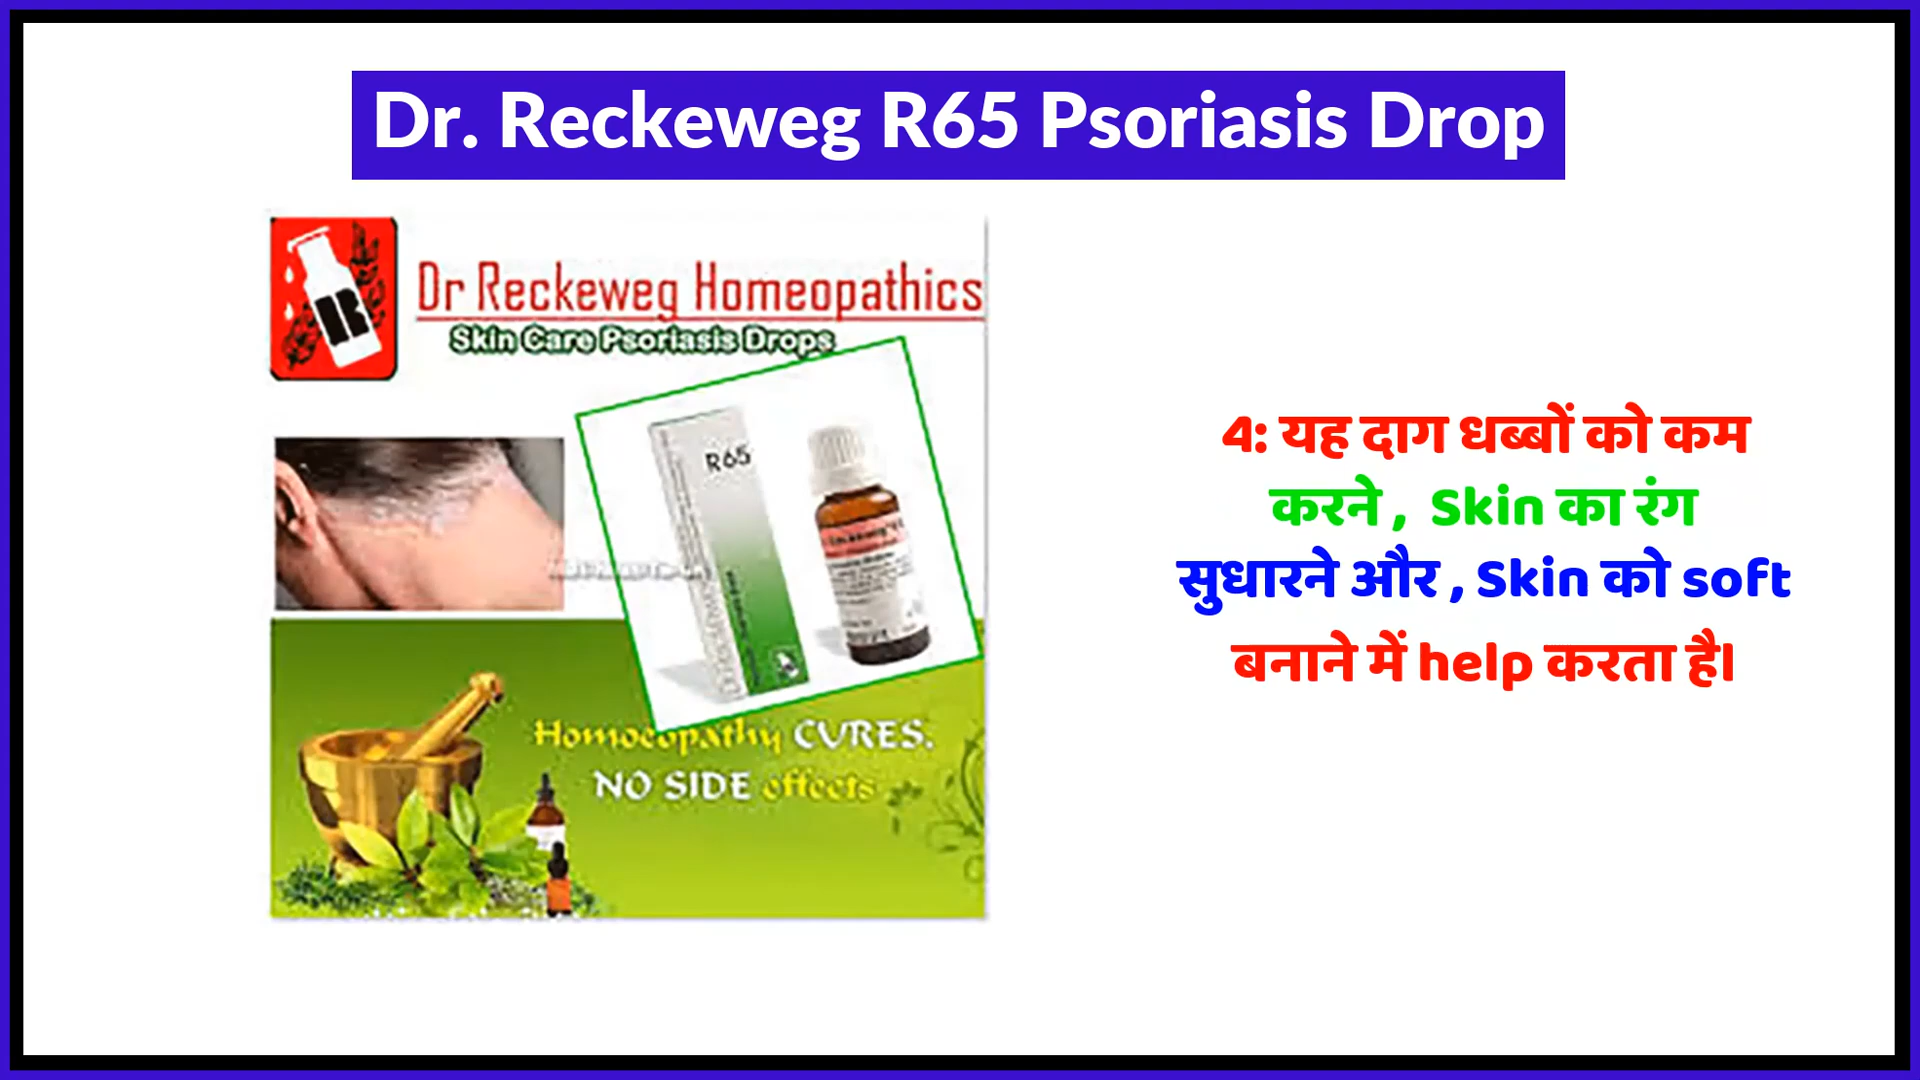 Dr. Reckeweg R65 Psoriasis Drop
Dr Reckeweg Homeopathics
Skin Care Psoriasis Drops
R65
Homoeopathy CURES.
NO SIDE effects
4: यह दाग धब्बों को कम
करने , Skin का रंग
सुधारने और , Skin को soft
बनाने में help करता है।